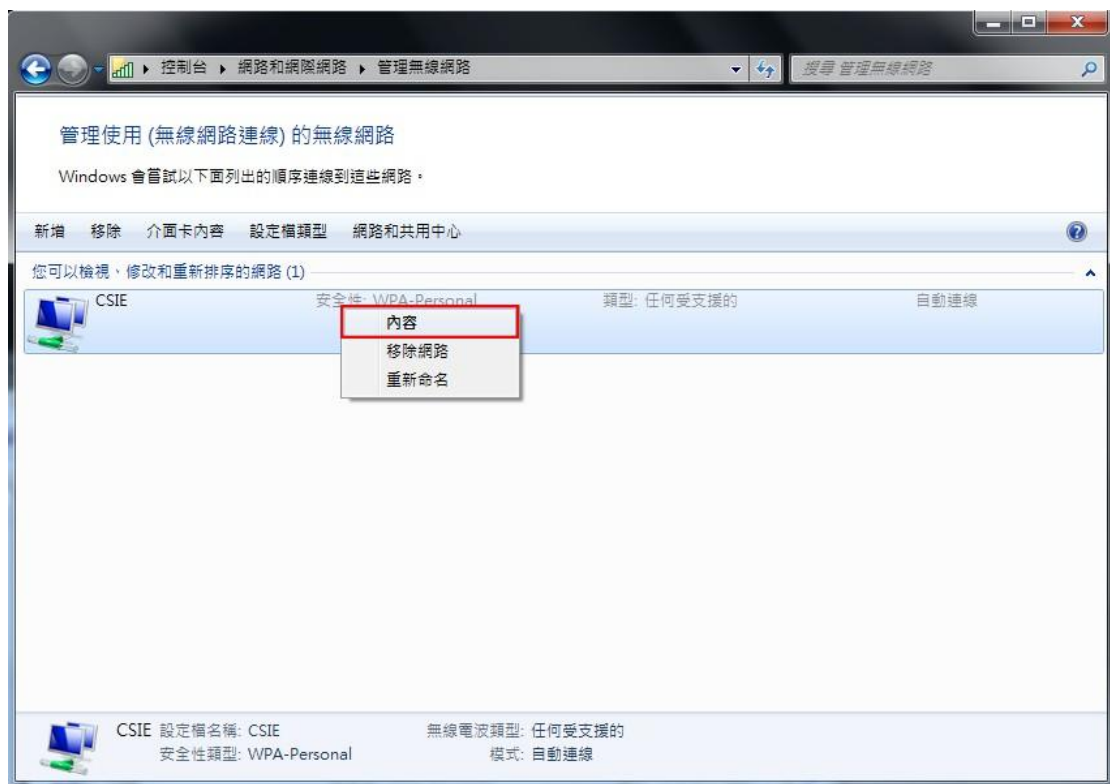 控制台 ▸ 網路和網際網路 ▸ 管理無線網路
搜尋 管理無線網路
管理使用 (無線網路連線) 的無線網路
Windows 會嘗試以下面列出的順序連線到這些網路。
新增 移除 介面卡內容 設定檔類型 網路和共用中心
您可以檢視、修改和重新排序的網路 (1)
CSIE 安全性: WPA-Personal 類型: 任何受支援的 自動連線
內容
移除網路
重新命名
CSIE 設定檔名稱: CSIE 無線電波類型: 任何受支援的
安全性類型: WPA-Personal 模式: 自動連線